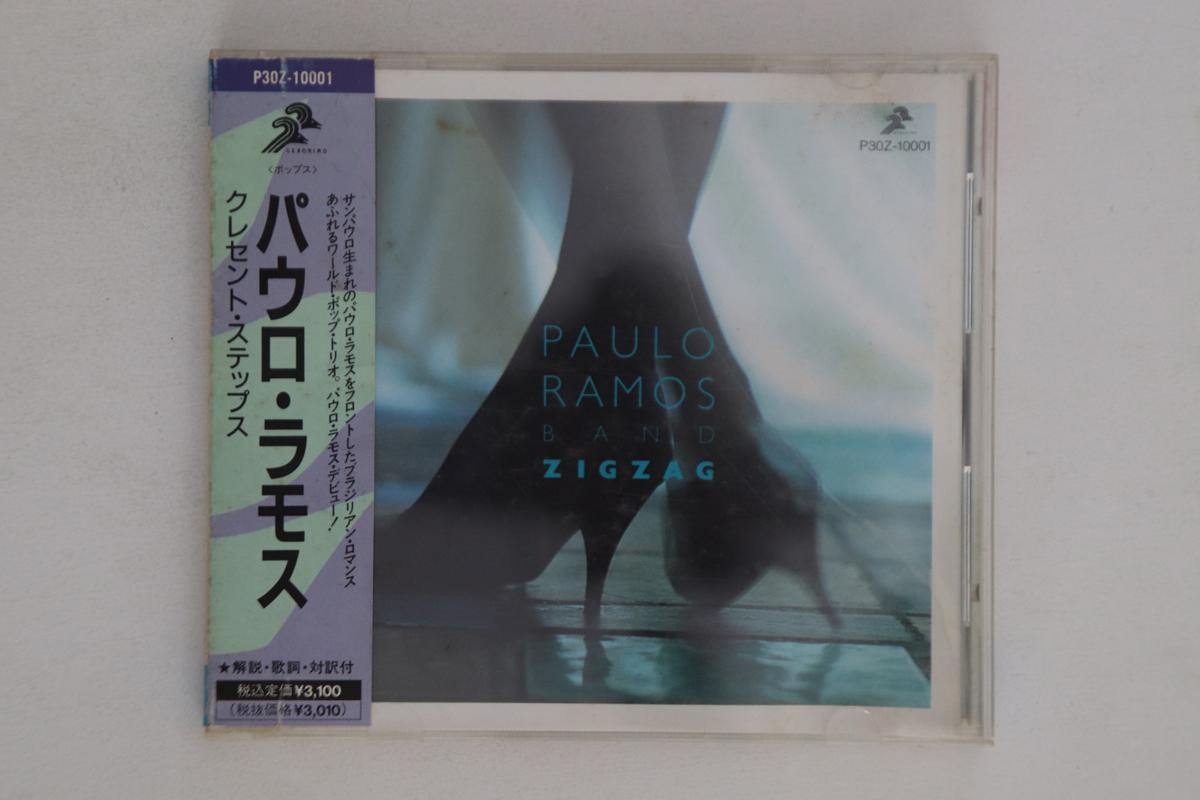 P30Z-10001
GERONIMO
〈ポップス〉
サンパウロ生まれのパウロ・ラモスをフロントしたブラジリアン・ロマンス
あふれるワールド・ポップ・トリオ。パウロ・ラモス・デビュー!
パウロ・ラモス
クレセント・ステップス
★解説・歌詞・対訳付
税込定価¥3,100
(税抜価格¥3,010)
GERONIMO
P30Z-10001
PAULO
RAMOS
BAND
ZIGZAG